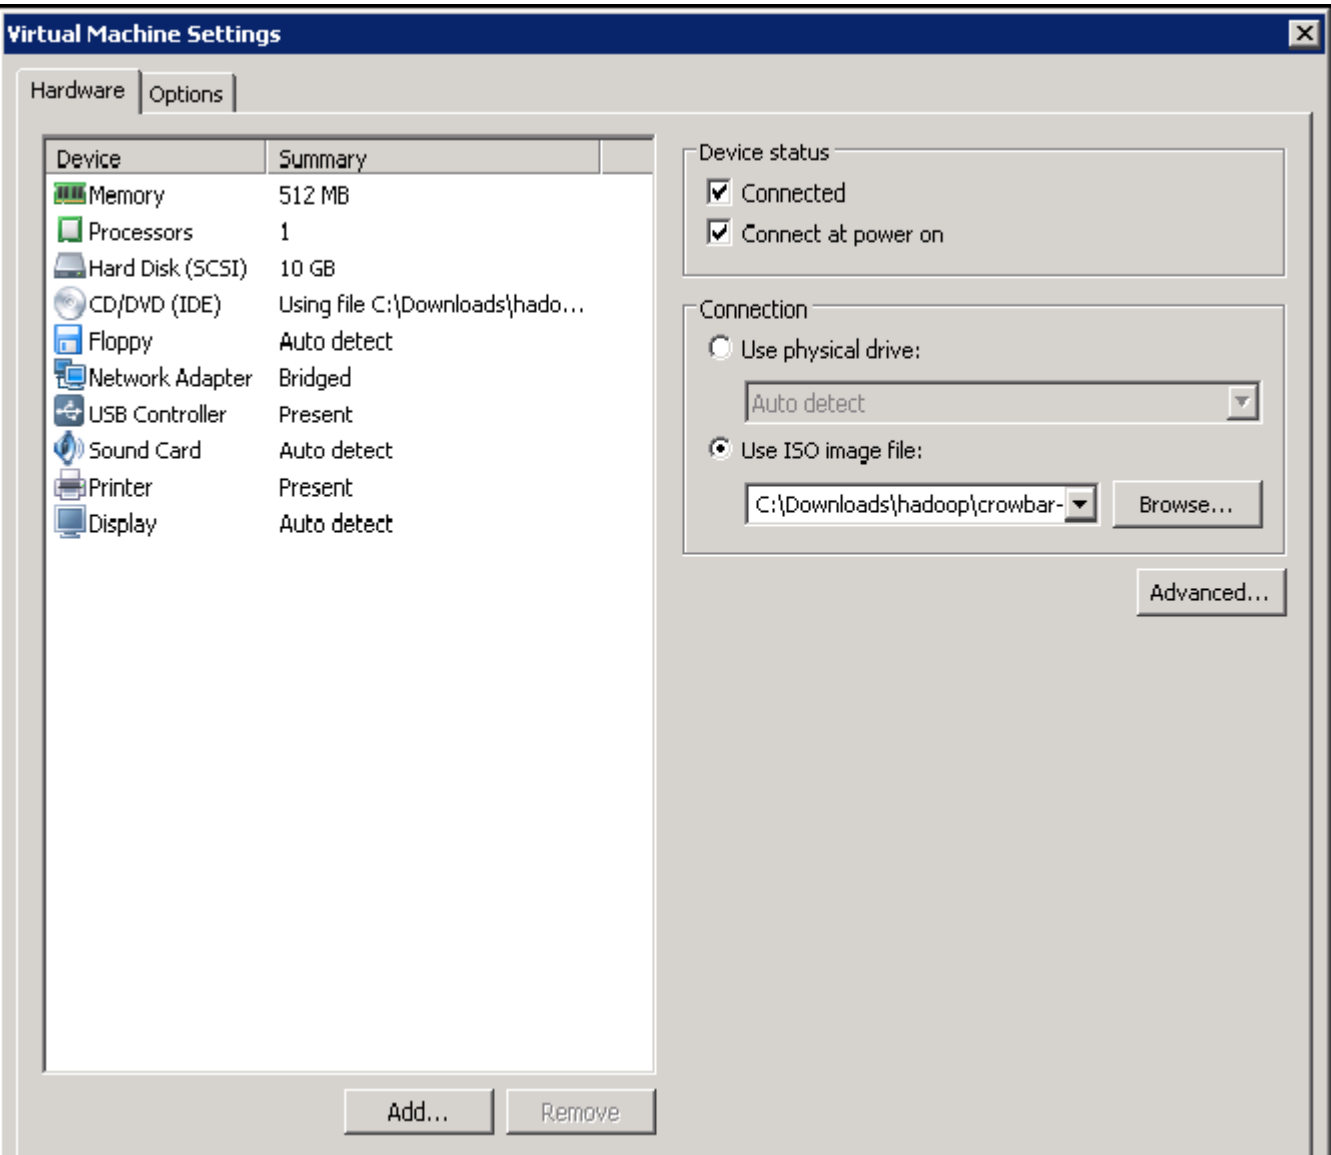 Virtual Machine Settings
Hardware Options
Device Summary
Memory 512 MB
Processors 1
Hard Disk (SCSI) 10 GB
CD/DVD (IDE) Using file C:\Downloads\hado...
Floppy Auto detect
Network Adapter Bridged
USB Controller Present
Sound Card Auto detect
Printer Present
Display Auto detect
Add... Remove
Device status
Connected
Connect at power on
Connection
Use physical drive:
Auto detect
Use ISO image file:
C:\Downloads\hadoop\crowbar- Browse...
Advanced...